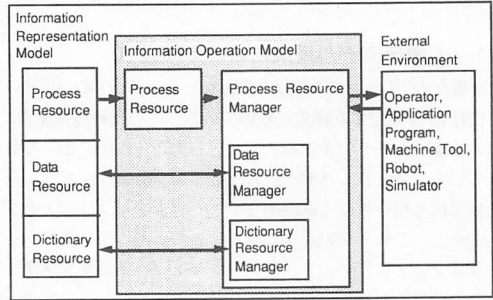 Information
Representation
Model
Process
Resource
Data
Resource
Dictionary
Resource
Information Operation Model
Process
Resource
Process Resource
Manager
Data
Resource
Manager
Dictionary
Resource
Manager
External
Environment
Operator,
Application
Program,
Machine Tool,
Robot,
Simulator